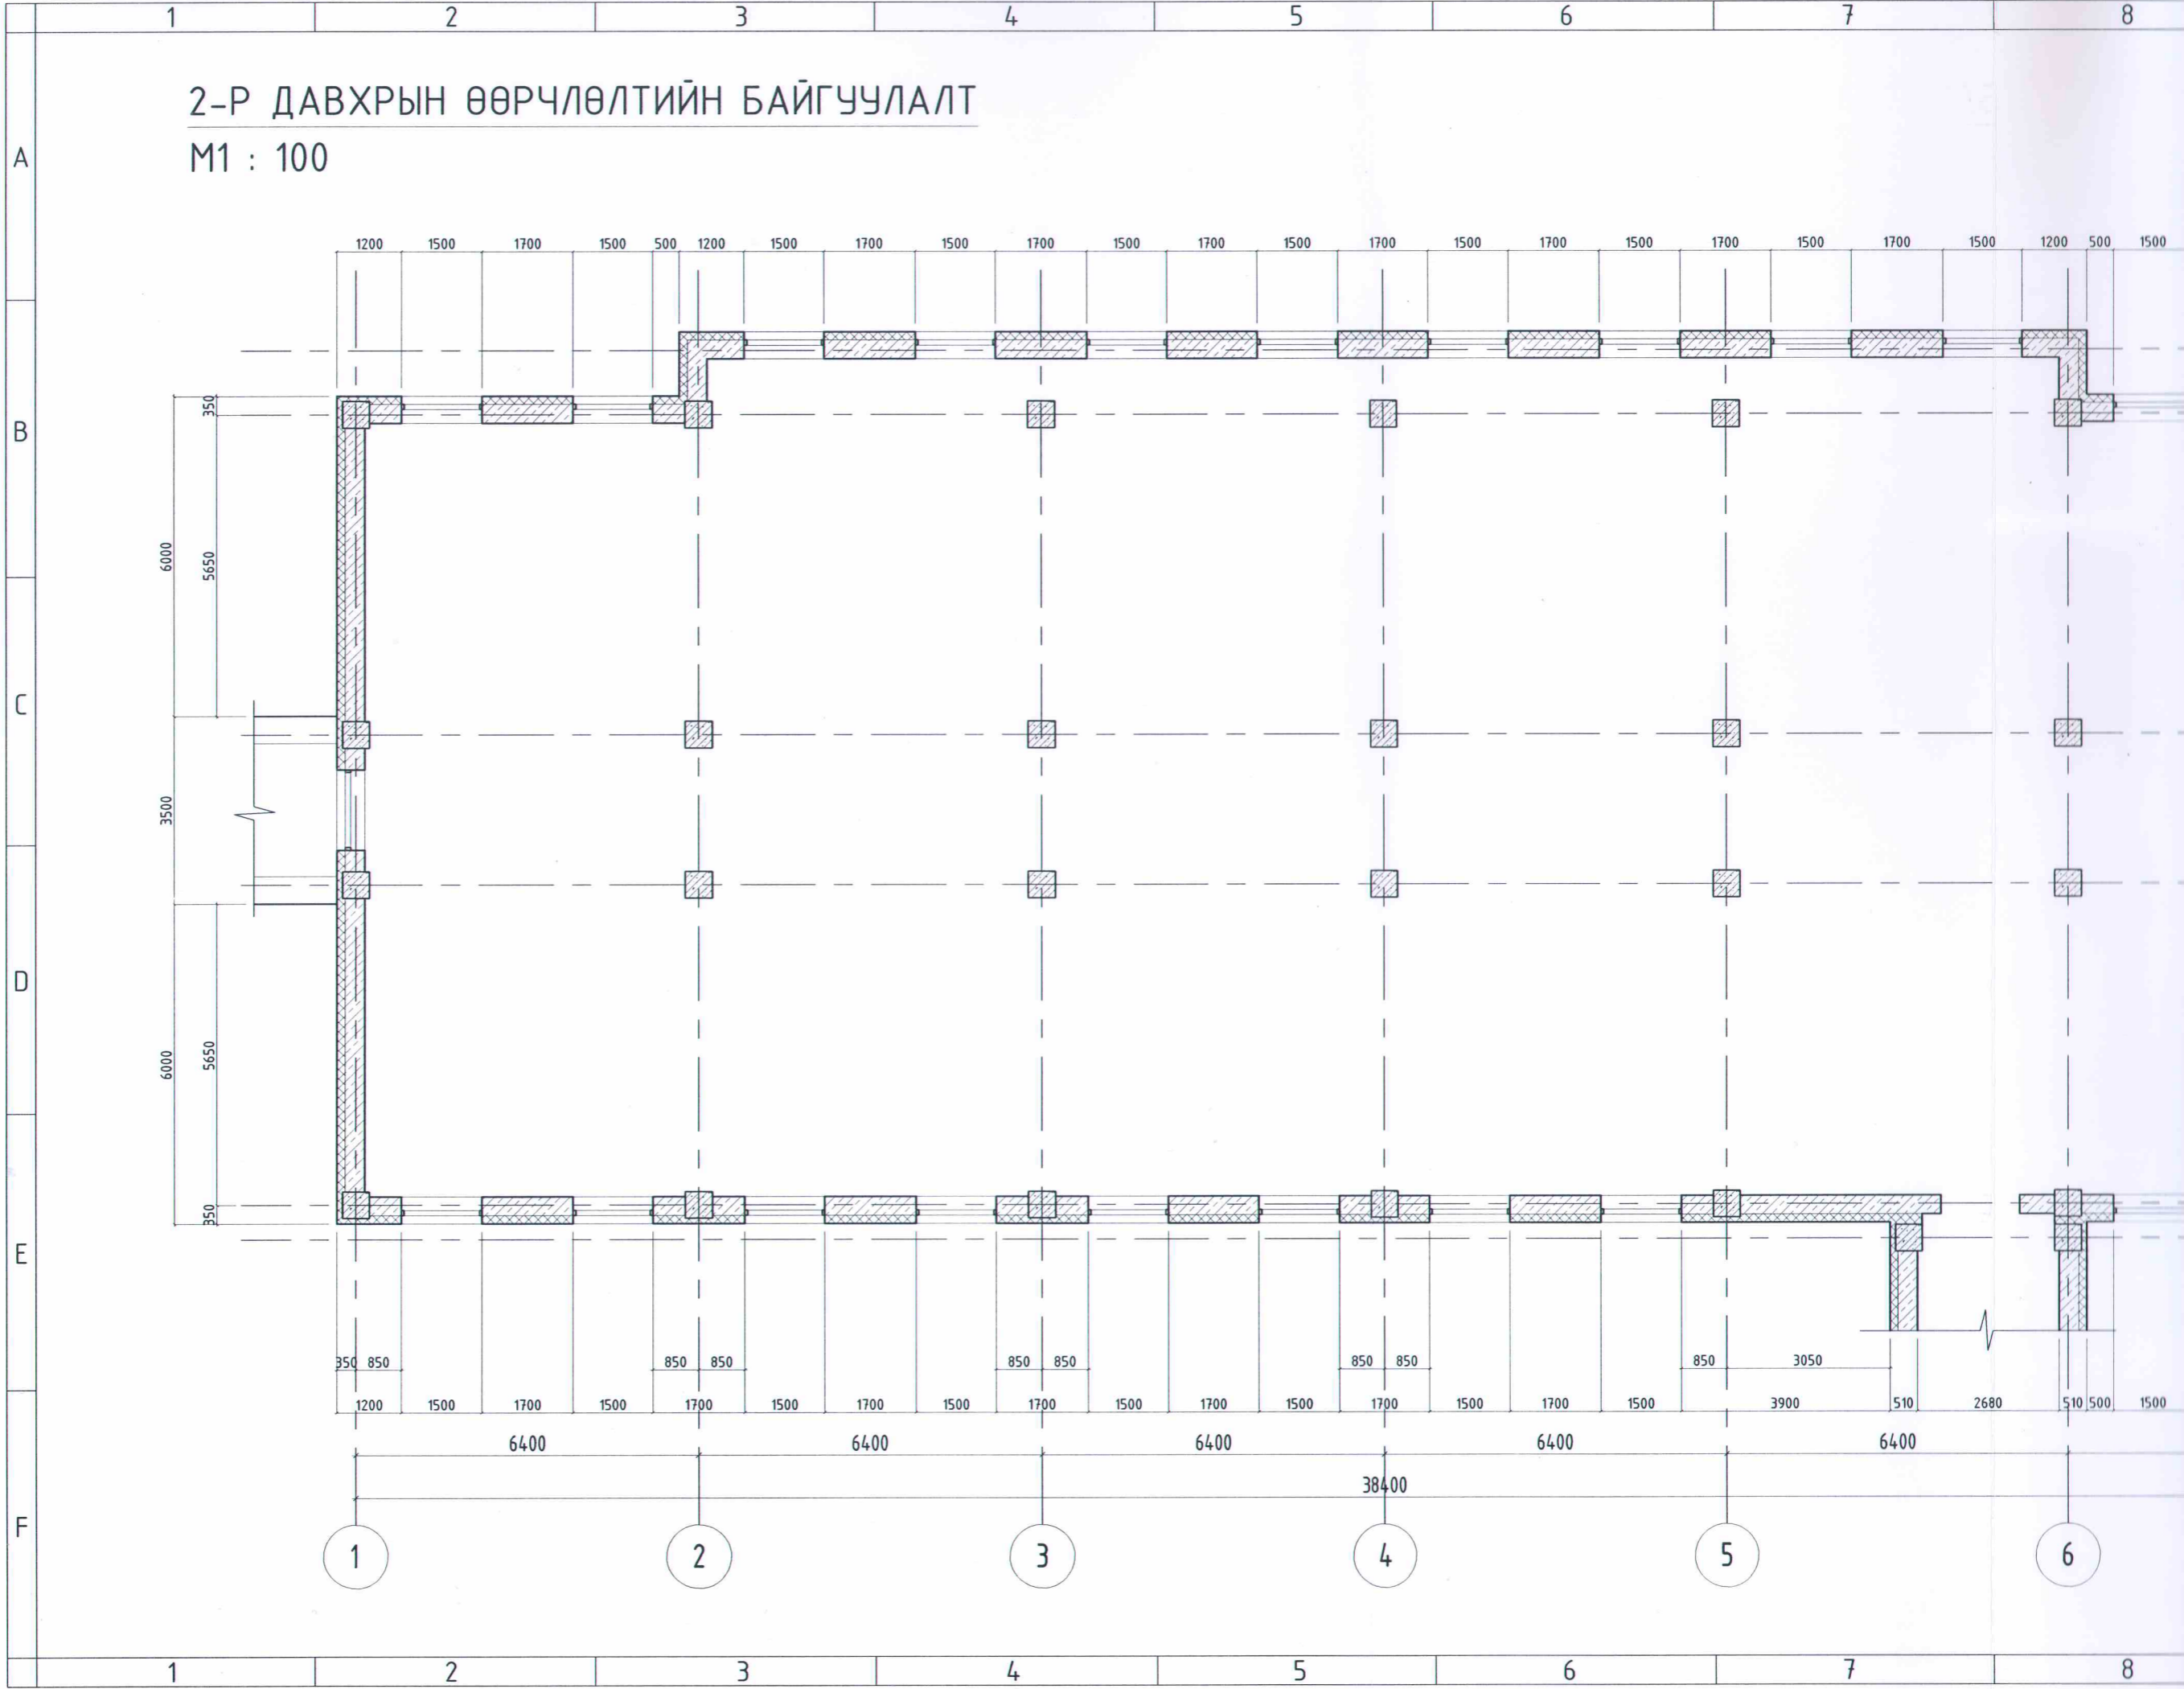 1 2 3 4 5 6 7 8
2-Р ДАВХРЫН ӨӨРЧЛӨЛТИЙН БАЙГУУЛАЛТ
A
М1 : 100
1200 1500 1700 1500 500 1200 1500 1700 1500 1700 1500 1700 1500 1700 1500 1700 1500 1700 1500 1700 1500 1200 500 1500
350
B
6000 5650
C
3500
D
6000 5650
350
E
350 850 850 850 850 850 850 850 850 3050
1200 1500 1700 1500 1700 1500 1700 1500 1700 1500 1700 1500 1700 1500 1700 1500 3900 510 2680 510 500 1500
6400 6400 6400 6400 6400
38400
F
1 2 3 4 5 6
1 2 3 4 5 6 7 8